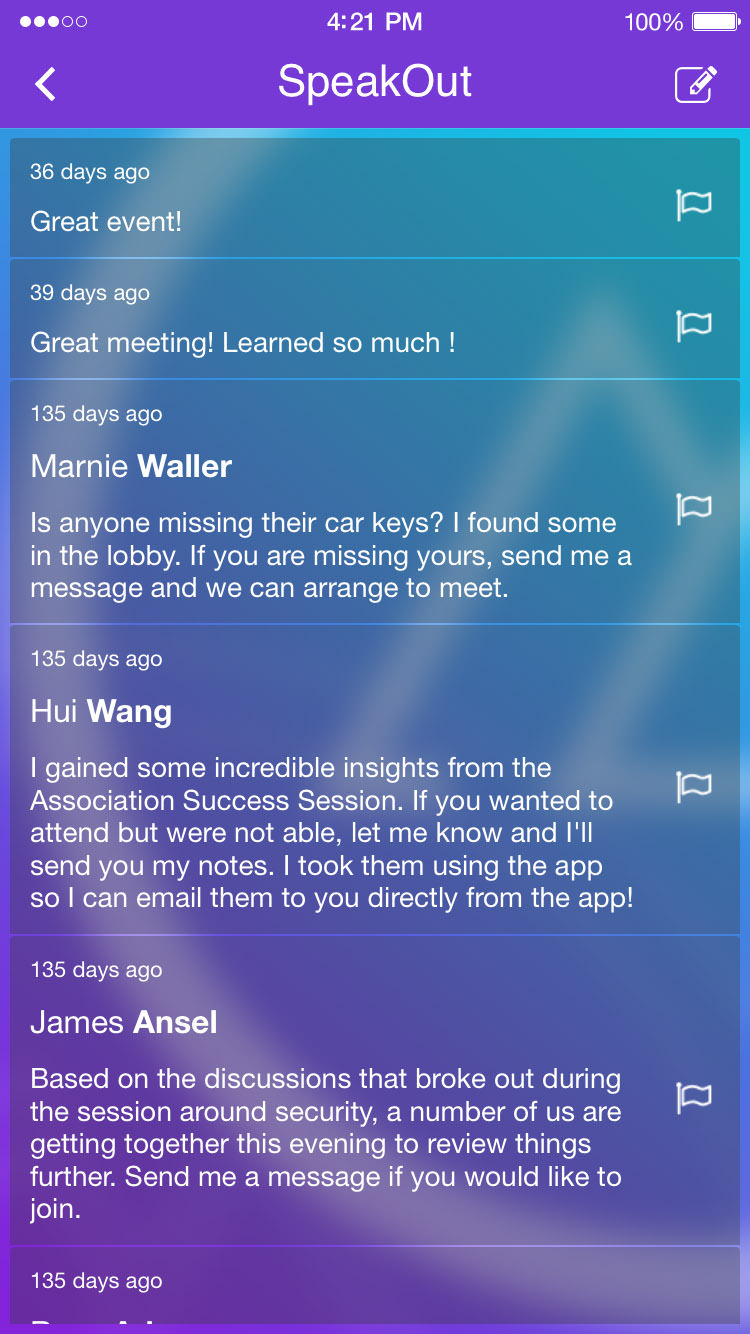 4:21 PM 100%
SpeakOut
36 days ago
Great event!
39 days ago
Great meeting! Learned so much !
135 days ago
Marnie Waller
Is anyone missing their car keys? I found some
in the lobby. If you are missing yours, send me a
message and we can arrange to meet.
135 days ago
Hui Wang
I gained some incredible insights from the
Association Success Session. If you wanted to
attend but were not able, let me know and I'll
send you my notes. I took them using the app
so I can email them to you directly from the app!
135 days ago
James Ansel
Based on the discussions that broke out during
the session around security, a number of us are
getting together this evening to review things
further. Send me a message if you would like to
join.
135 days ago